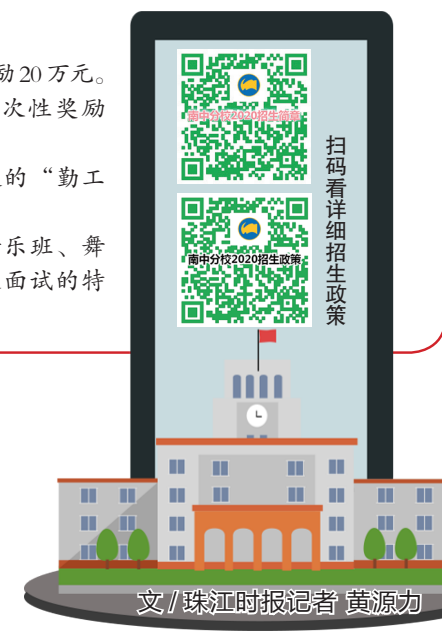 励20万元。
次性奖励
的“勤工
乐班、舞
面试的特
南中分校2020招生简章
南中分校2020招生政策
扫码看详细招生政策
文/珠江时报记者 黄源力